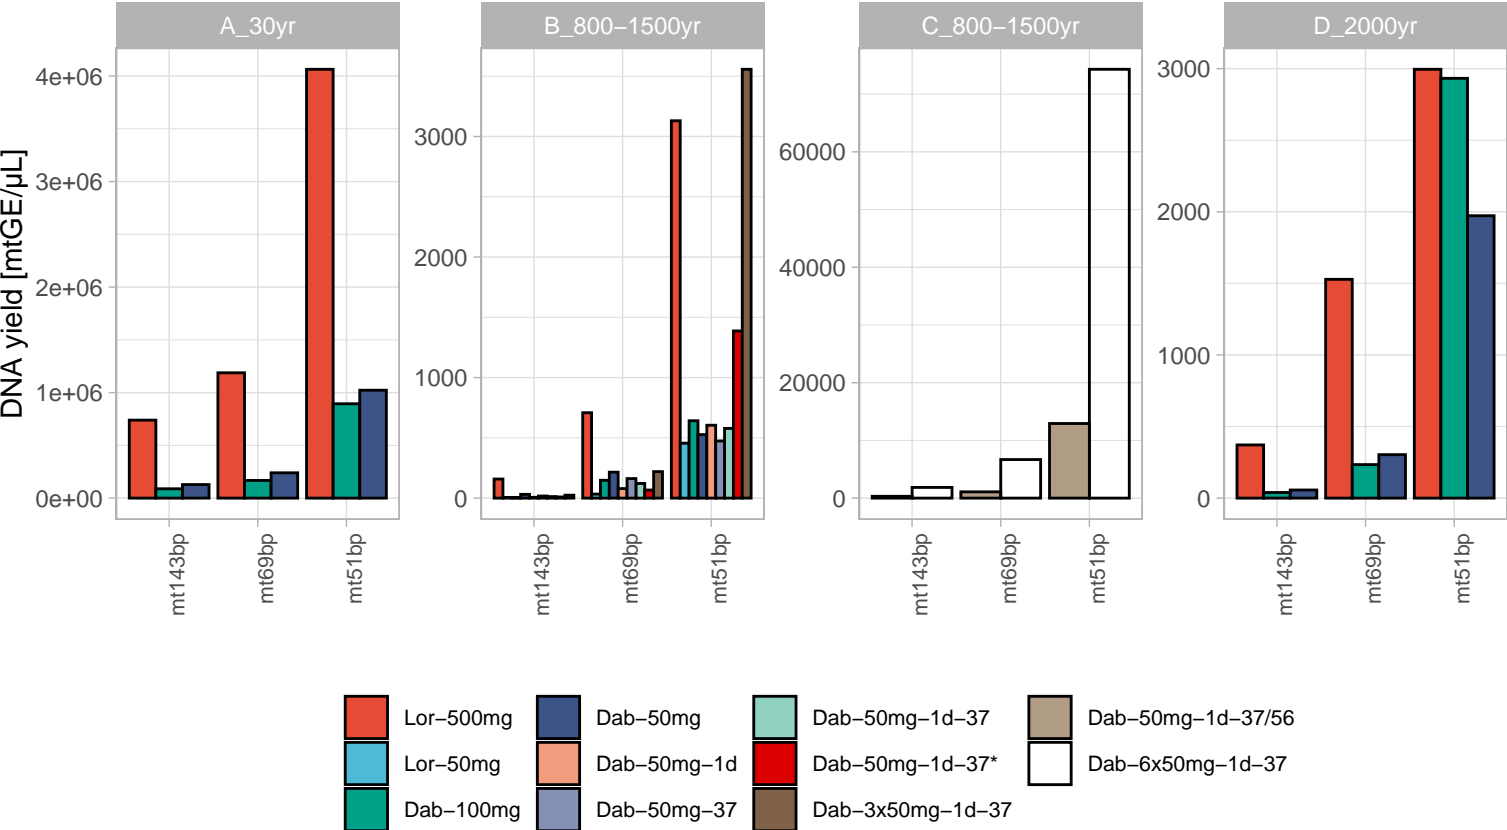 A_30yr
B_800−1500yr
C_800−1500yr
D_2000yr
DNA yield [mtGE/µL]
4e+06
3e+06
2e+06
1e+06
0e+00
3000
2000
1000
0
60000
40000
20000
0
3000
2000
1000
0
mt143bp
mt69bp
mt51bp
mt143bp
mt69bp
mt51bp
mt143bp
mt69bp
mt51bp
mt143bp
mt69bp
mt51bp
Lor−500mg
Dab−50mg
Dab−50mg−1d−37
Dab−50mg−1d−37/56
Lor−50mg
Dab−50mg−1d
Dab−50mg−1d−37*
Dab−6x50mg−1d−37
Dab−100mg
Dab−50mg−37
Dab−3x50mg−1d−37